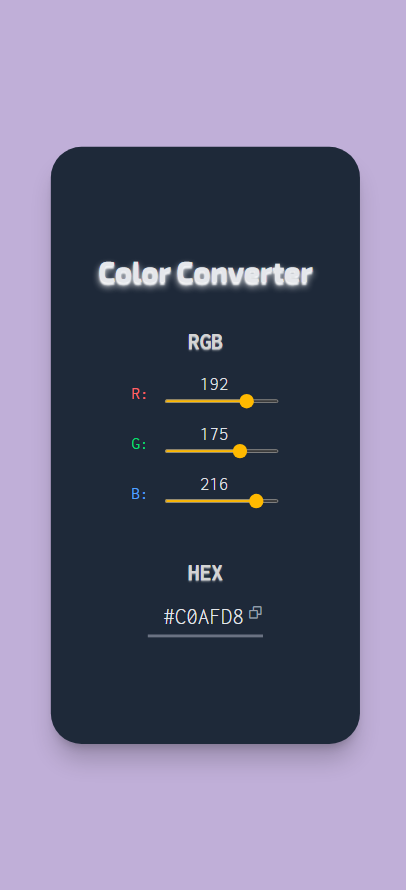 Color Converter
RGB
192
R:
175
G:
216
B:
HEX
#C0AFD8